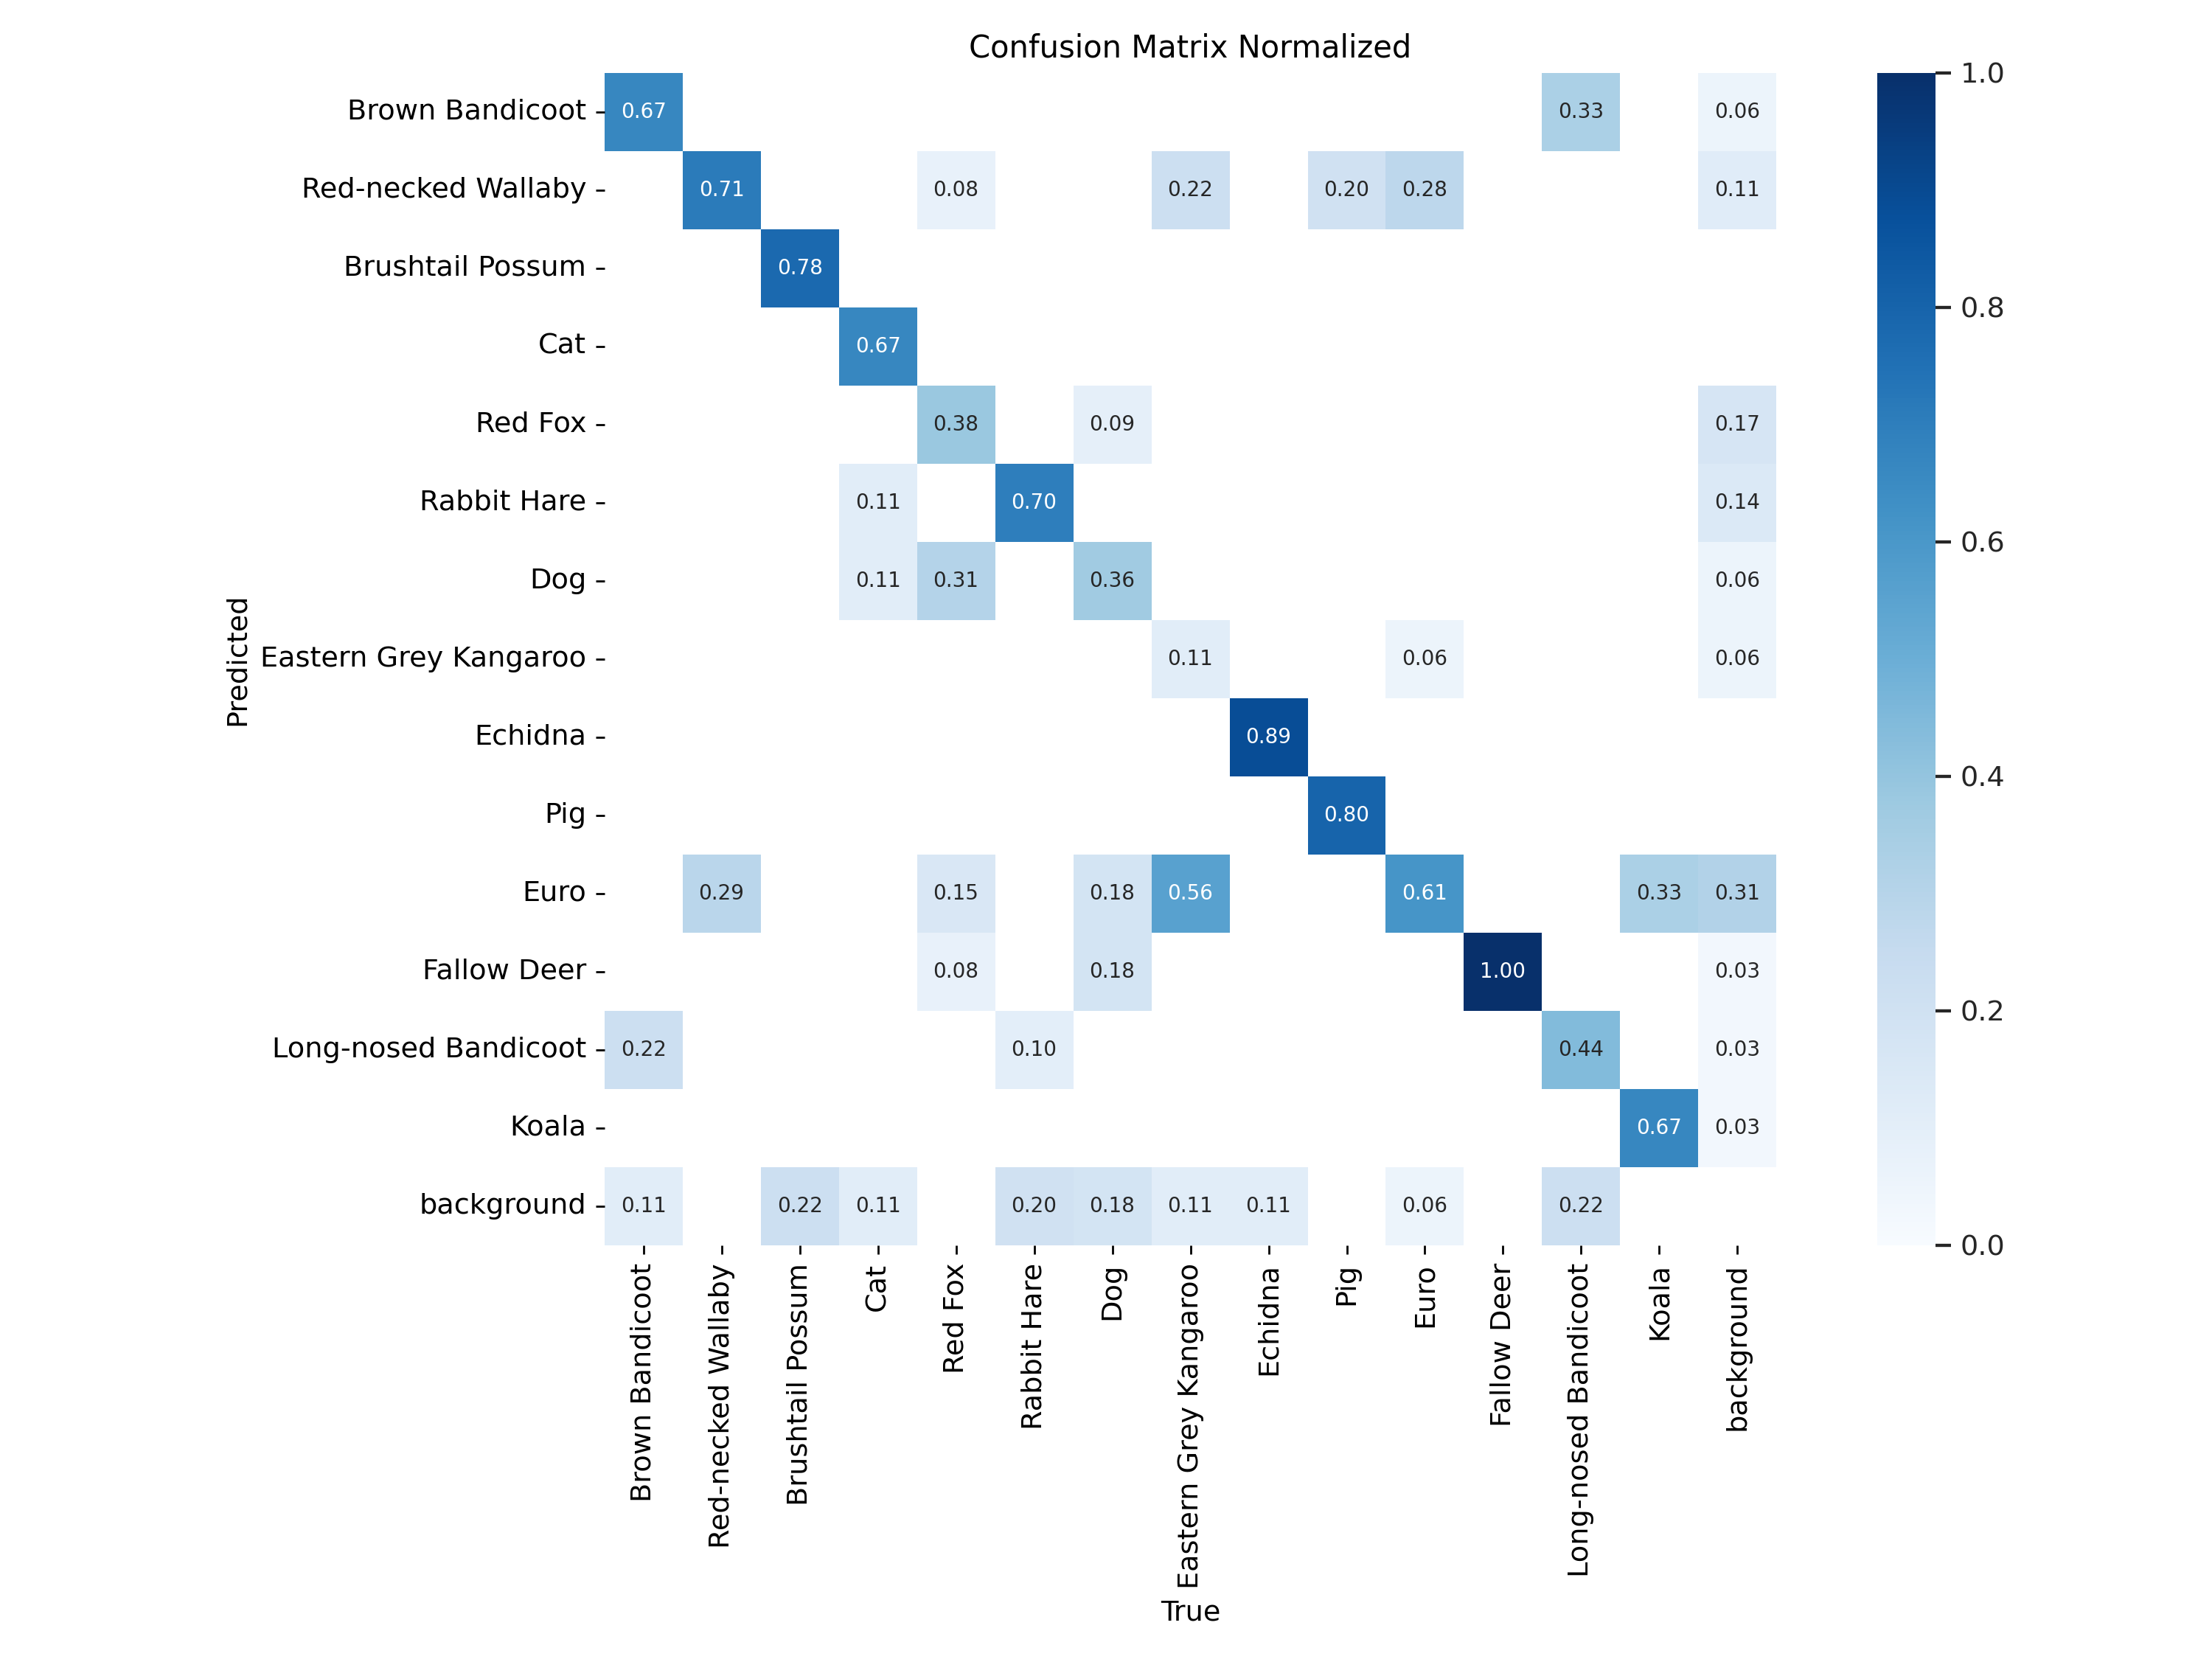 Confusion Matrix Normalized
Brown Bandicoot 0.67 0.33 0.06
Red-necked Wallaby 0.71 0.08 0.22 0.20 0.28 0.11
Brushtail Possum 0.78
Cat 0.67
Red Fox 0.38 0.09 0.17
Rabbit Hare 0.11 0.70 0.14
Dog 0.11 0.31 0.36 0.06
Eastern Grey Kangaroo 0.11 0.06 0.06
Echidna 0.89
Pig 0.80
Euro 0.29 0.15 0.18 0.56 0.61 0.33 0.31
Fallow Deer 0.08 0.18 1.00 0.03
Long-nosed Bandicoot 0.22 0.10 0.44 0.03
Koala 0.67 0.03
background 0.11 0.22 0.11 0.20 0.18 0.11 0.11 0.06 0.22
Predicted
Brown Bandicoot
Red-necked Wallaby
Brushtail Possum
Cat
Red Fox
Rabbit Hare
Dog
Eastern Grey Kangaroo
Echidna
Pig
Euro
Fallow Deer
Long-nosed Bandicoot
Koala
background
True
1.0
0.8
0.6
0.4
0.2
0.0